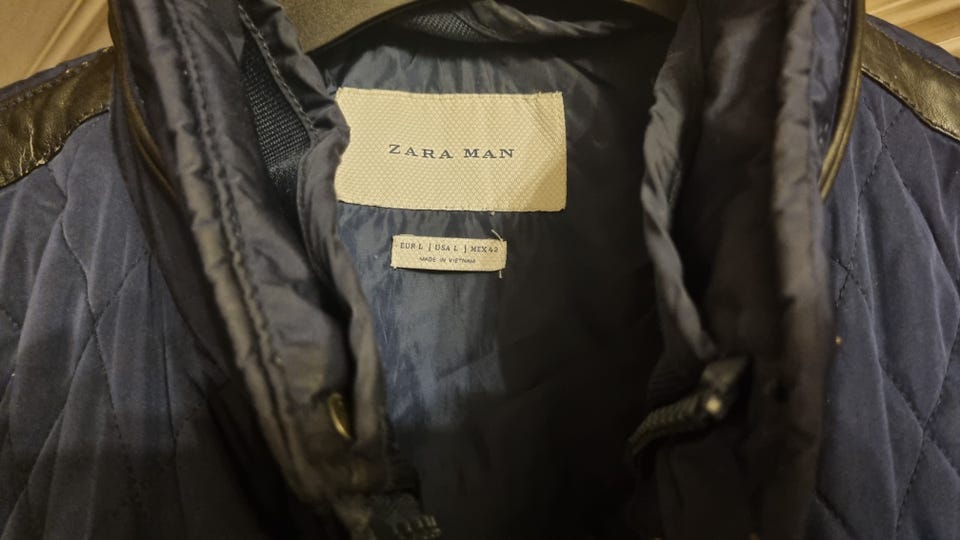 ZARA MAN
EUR L | USA L | MEX 42
MADE IN VIETNAM